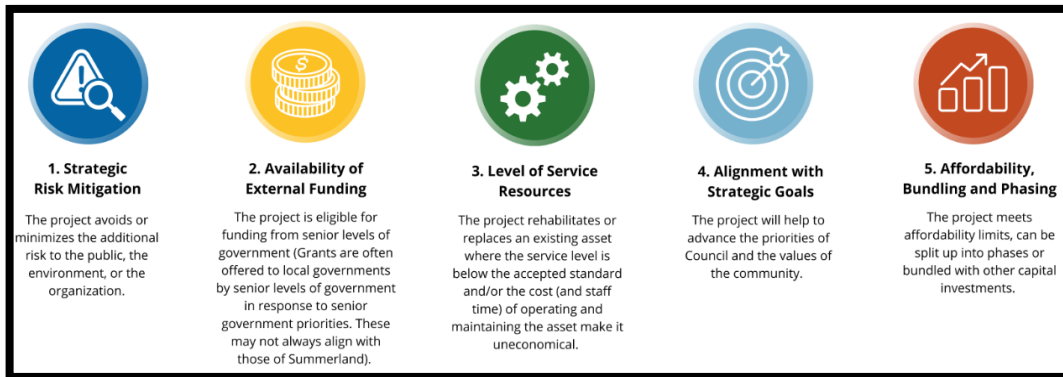 $
1. Strategic
Risk Mitigation
The project avoids or
minimizes the additional
risk to the public, the
environment, or the
organization.
2. Availability of
External Funding
The project is eligible for
funding from senior levels of
government (Grants are often
offered to local governments
by senior levels of government
in response to senior
government priorities. These
may not always align with
those of Summerland).
3. Level of Service
Resources
The project rehabilitates or
replaces an existing asset
where the service level is
below the accepted standard
and/or the cost (and staff
time) of operating and
maintaining the asset make it
uneconomical.
4. Alignment with
Strategic Goals
The project will help to
advance the priorities of
Council and the values of
the community.
5. Affordability,
Bundling and Phasing
The project meets
affordability limits, can be
split up into phases or
bundled with other capital
investments.